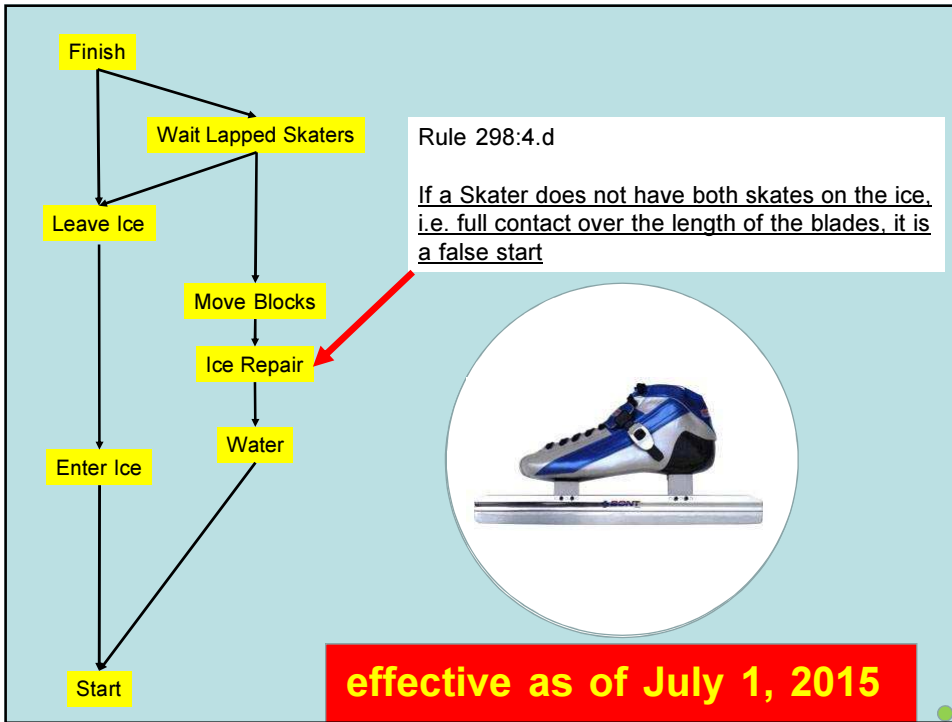 Finish
Wait Lapped Skaters
Rule 298:4.d
If a Skater does not have both skates on the ice,
i.e. full contact over the length of the blades, it is
a false start
Leave Ice
Move Blocks
Ice Repair
Water
Enter Ice
BONT
Start
effective as of July 1, 2015